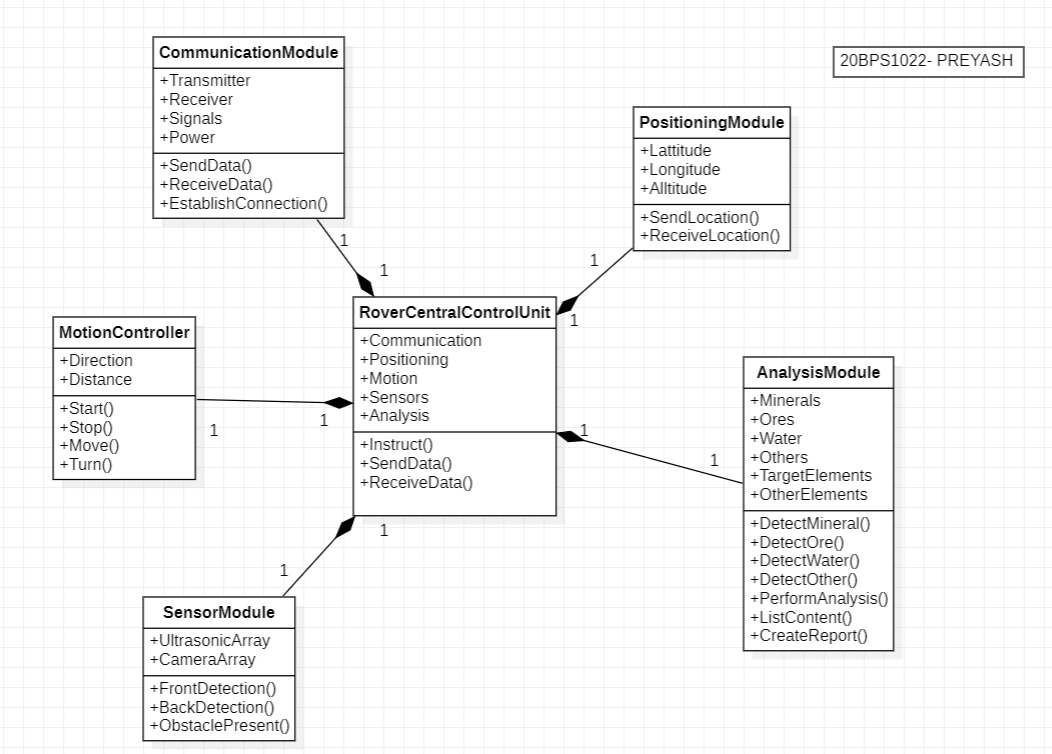 CommunicationModule
+Transmitter
+Receiver
+Signals
+Power
+SendData()
+ReceiveData()
+EstablishConnection()
20BPS1022- PREYASH
PositioningModule
+Lattitude
+Longitude
+Alltitude
+SendLocation()
+ReceiveLocation()
1
1
1
1
RoverCentralControlUnit
+Communication
+Positioning
+Motion
+Sensors
+Analysis
+Instruct()
+SendData()
+ReceiveData()
MotionController
+Direction
+Distance
+Start()
+Stop()
+Move()
+Turn()
1
1
1
1
AnalysisModule
+Minerals
+Ores
+Water
+Others
+TargetElements
+OtherElements
+DetectMineral()
+DetectOre()
+DetectWater()
+DetectOther()
+PerformAnalysis()
+ListContent()
+CreateReport()
1
1
SensorModule
+UltrasonicArray
+CameraArray
+FrontDetection()
+BackDetection()
+ObstaclePresent()